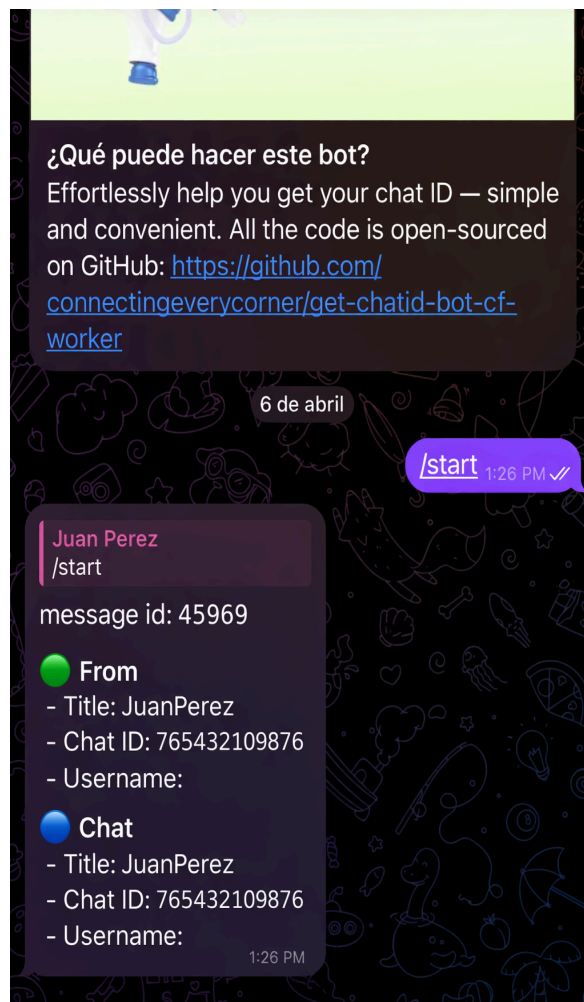 ¿Qué puede hacer este bot?
Effortlessly help you get your chat ID — simple
and convenient. All the code is open-sourced
on GitHub: https://github.com/
connectingeverycorner/get-chatid-bot-cf-
worker
6 de abril
/start 1:26 PM
Juan Perez
/start
message id: 45969
From
- Title: JuanPerez
- Chat ID: 765432109876
- Username:
Chat
- Title: JuanPerez
- Chat ID: 765432109876
- Username:
1:26 PM